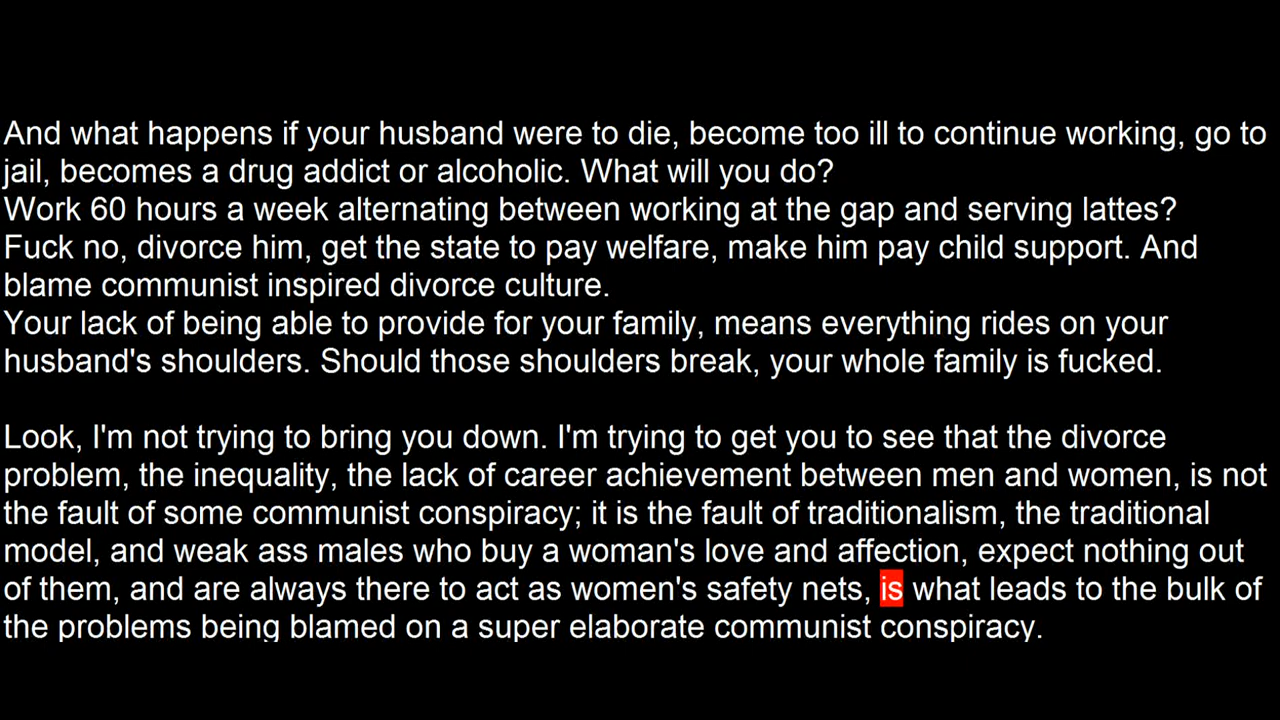 And what happens if your husband were to die, become too ill to continue working, go to
jail, becomes a drug addict or alcoholic. What will you do?
Work 60 hours a week alternating between working at the gap and serving lattes?
Fuck no, divorce him, get the state to pay welfare, make him pay child support. And
blame communist inspired divorce culture.
Your lack of being able to provide for your family, means everything rides on your
husband's shoulders. Should those shoulders break, your whole family is fucked.
Look, I'm not trying to bring you down. I'm trying to get you to see that the divorce
problem, the inequality, the lack of career achievement between men and women, is not
the fault of some communist conspiracy; it is the fault of traditionalism, the traditional
model, and weak ass males who buy a woman's love and affection, expect nothing out
of them, and are always there to act as women's safety nets, is what leads to the bulk of
the problems being blamed on a super elaborate communist conspiracy.